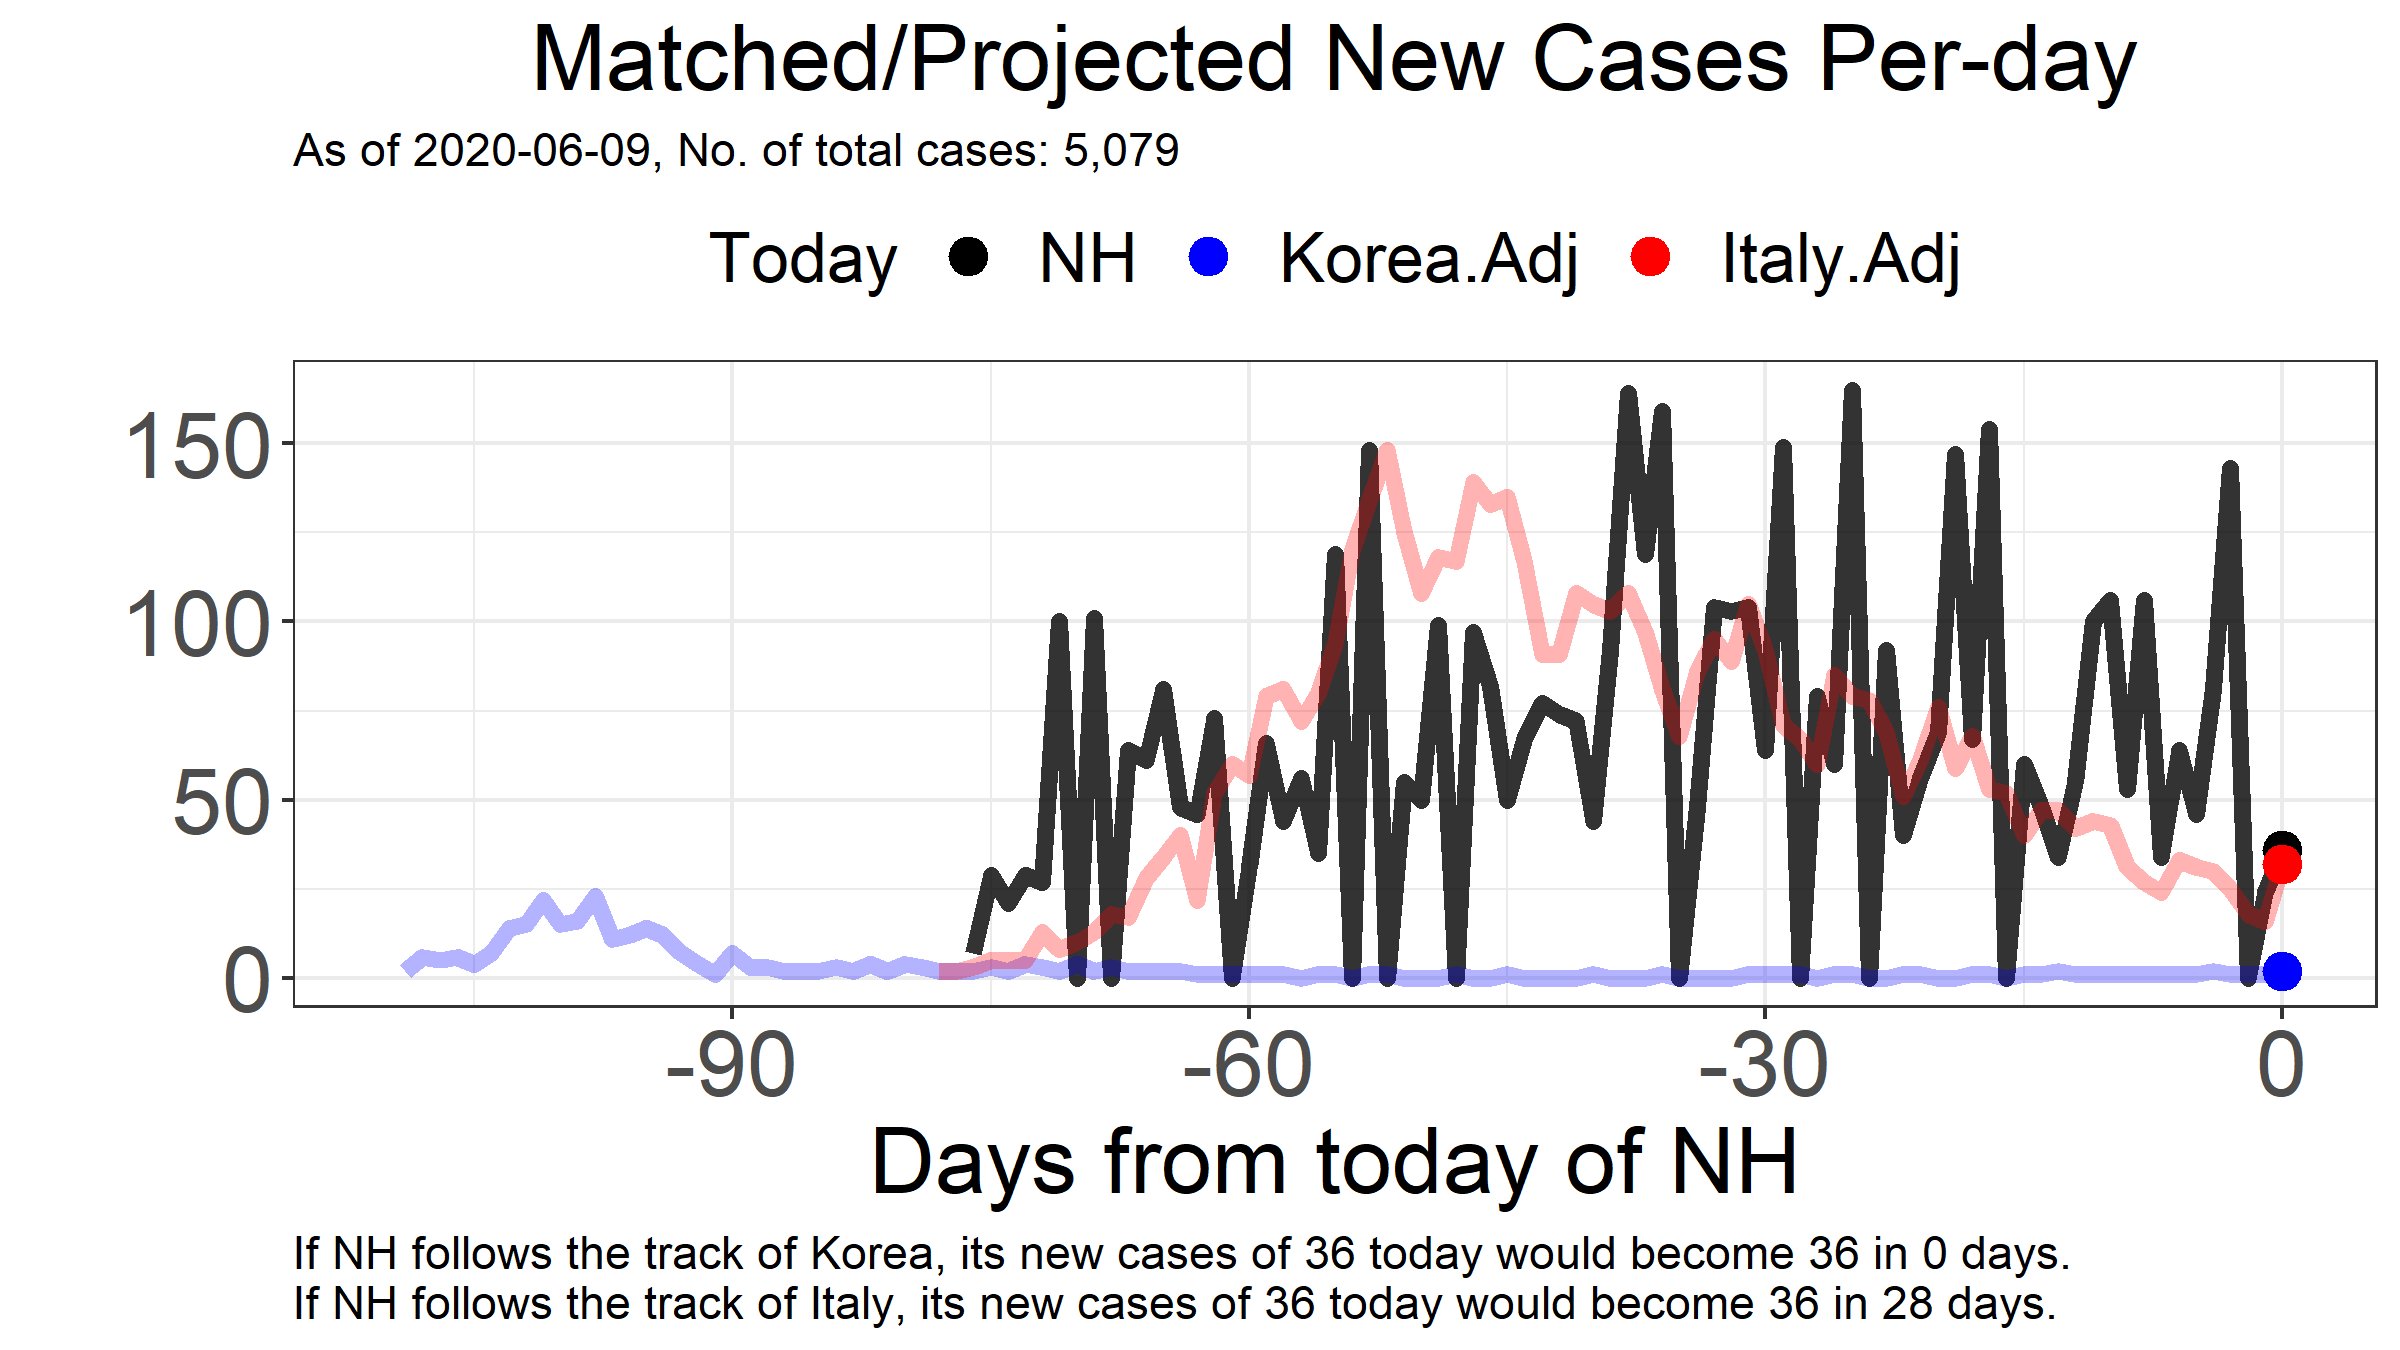 Matched/Projected New Cases Per-day
As of 2020-06-09, No. of total cases: 5,079
Today NH Korea.Adj Italy.Adj
150
100
50
0
-90 -60 -30 0
Days from today of NH
If NH follows the track of Korea, its new cases of 36 today would become 36 in 0 days.
If NH follows the track of Italy, its new cases of 36 today would become 36 in 28 days.